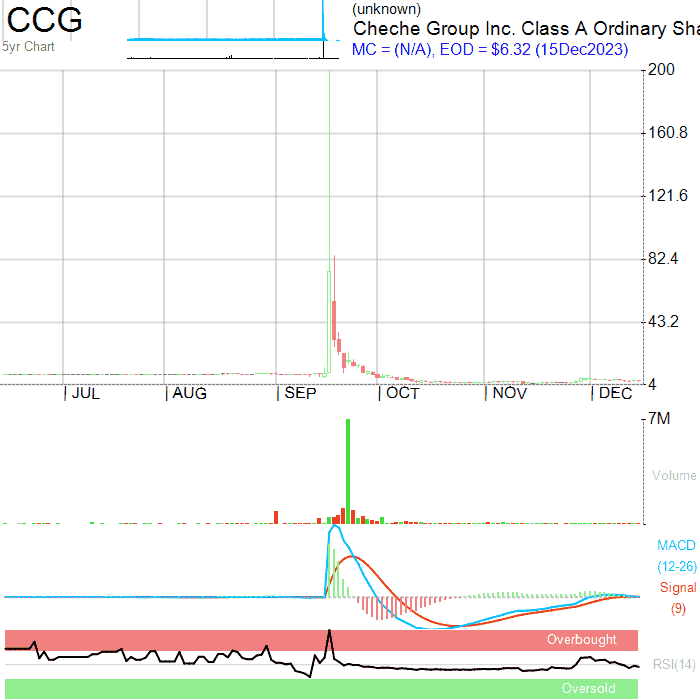 CCG
5yr Chart
(unknown)
Cheche Group Inc. Class A Ordinary Sha
MC = (N/A), EOD = $6.32 (15Dec2023)
200
160.8
121.6
82.4
43.2
4
JUL
AUG
SEP
OCT
NOV
DEC
7M
Volume
MACD
(12-26)
Signal
(9)
Overbought
RSI(14)
Oversold